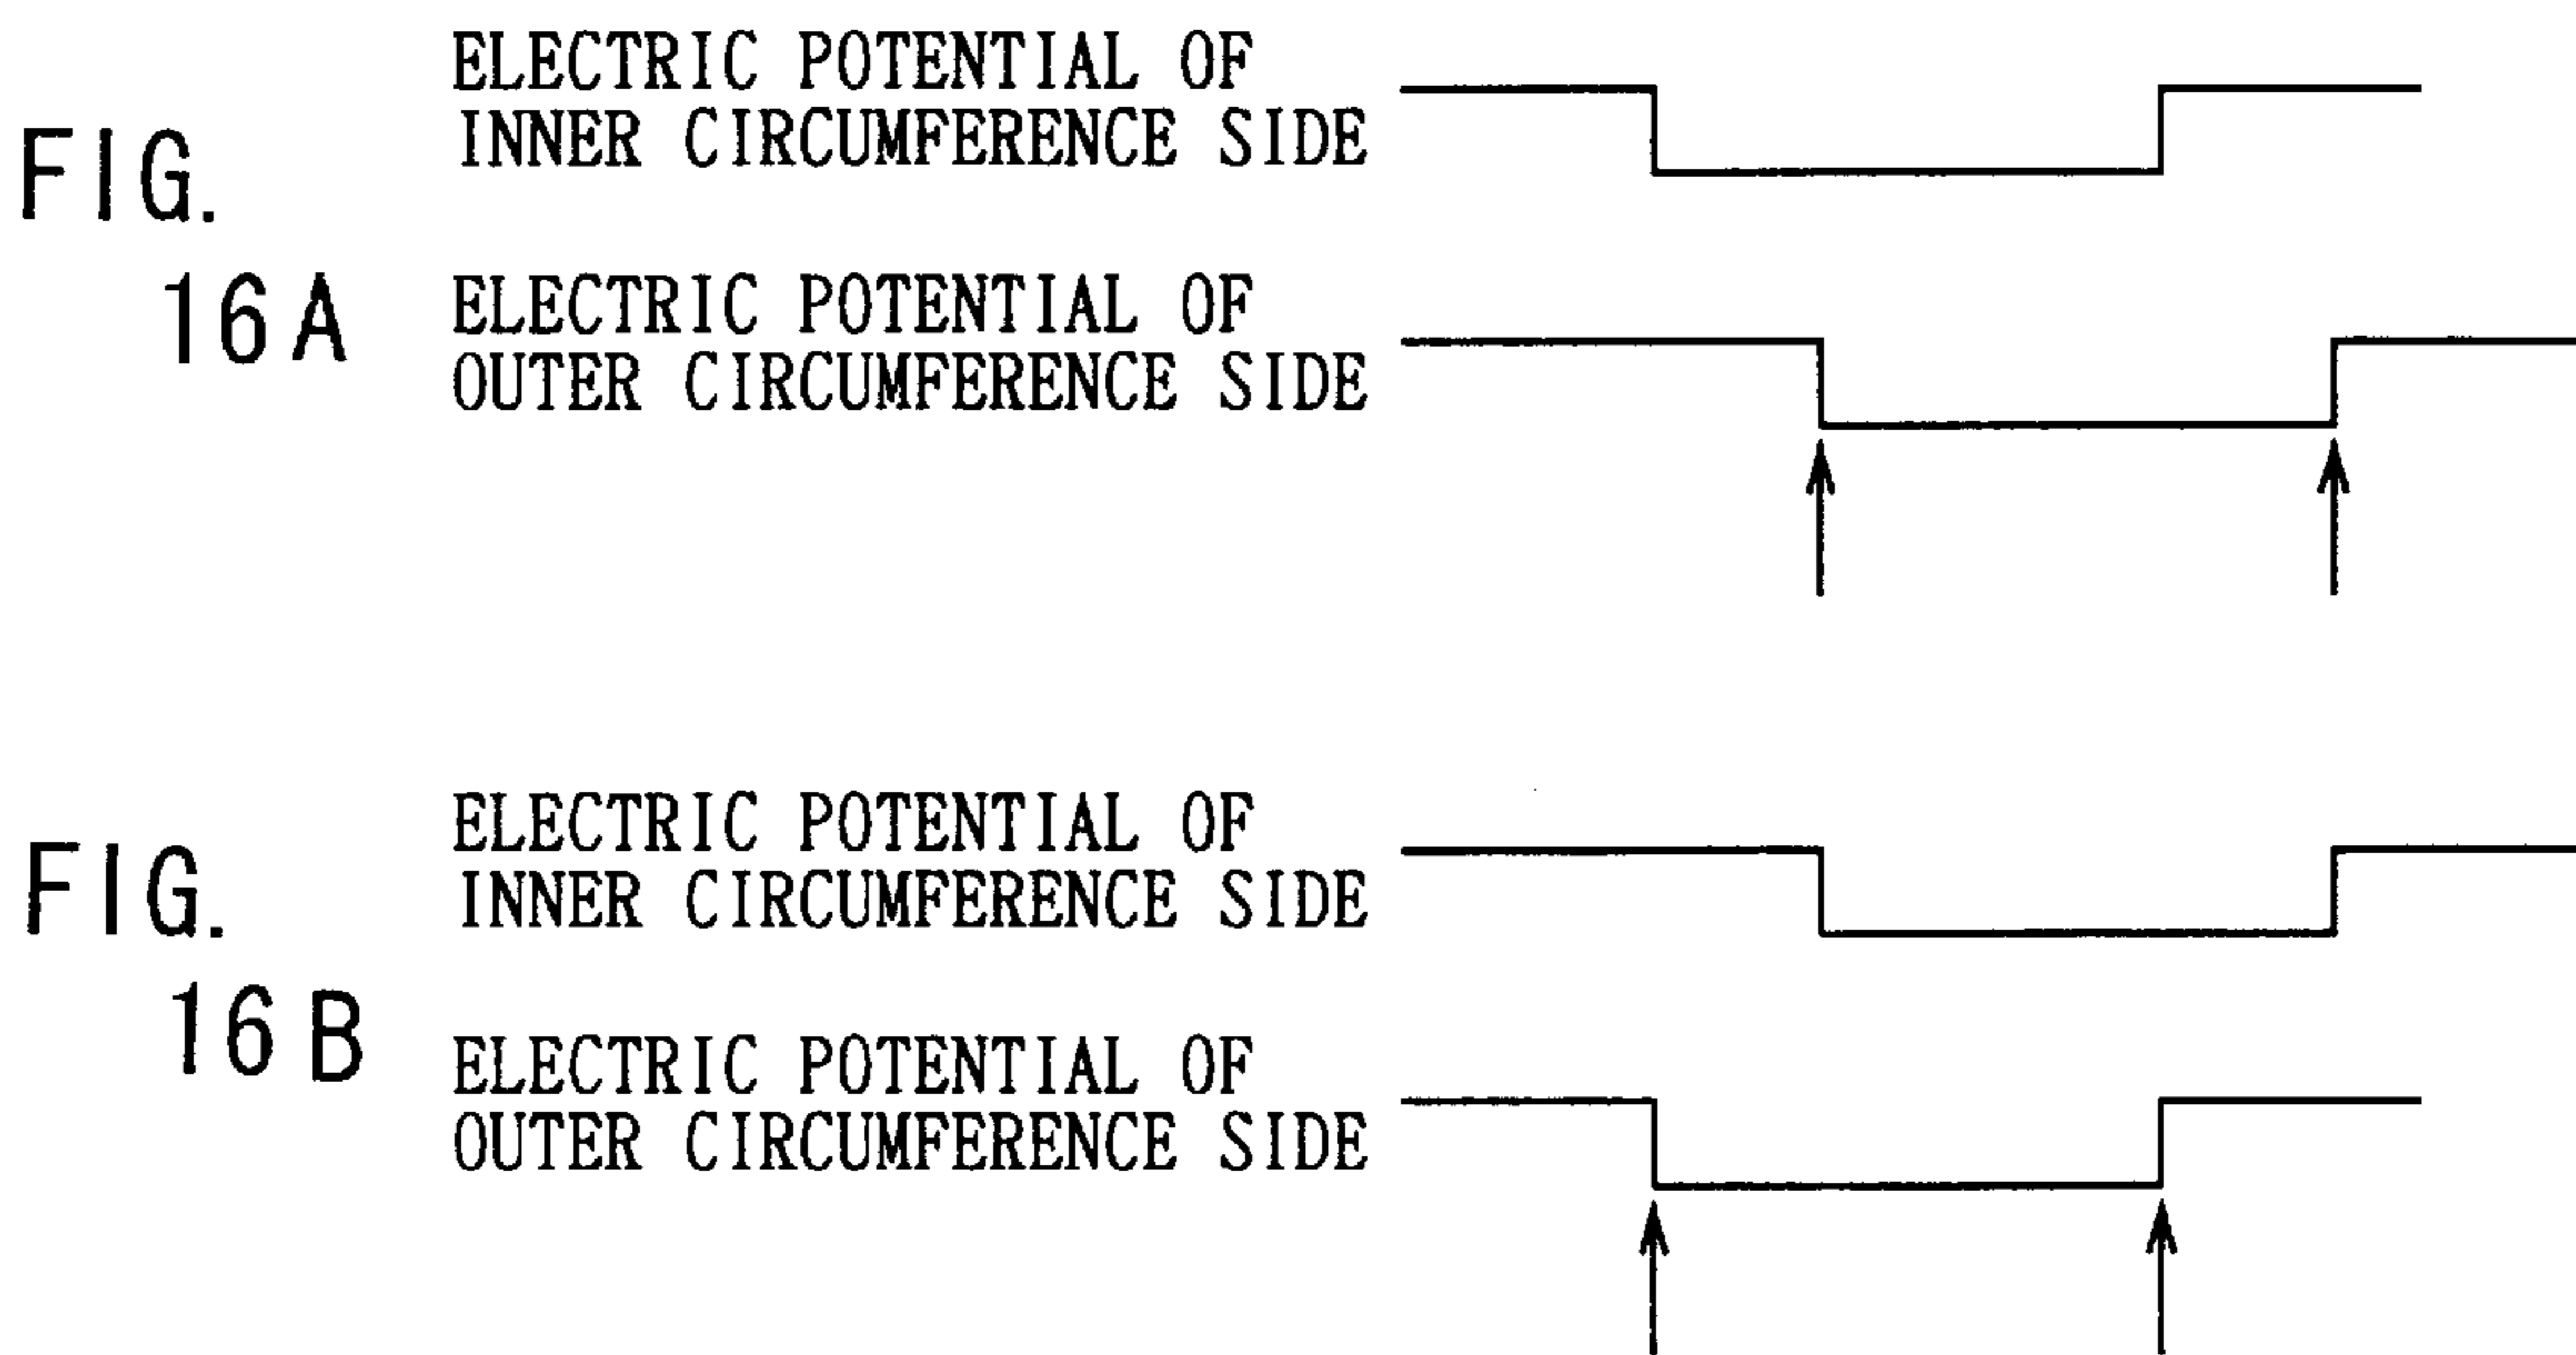 FIG.
16A
ELECTRIC POTENTIAL OF
INNER CIRCUMFERENCE SIDE
ELECTRIC POTENTIAL OF
OUTER CIRCUMFERENCE SIDE
FIG.
16B
ELECTRIC POTENTIAL OF
INNER CIRCUMFERENCE SIDE
ELECTRIC POTENTIAL OF
OUTER CIRCUMFERENCE SIDE